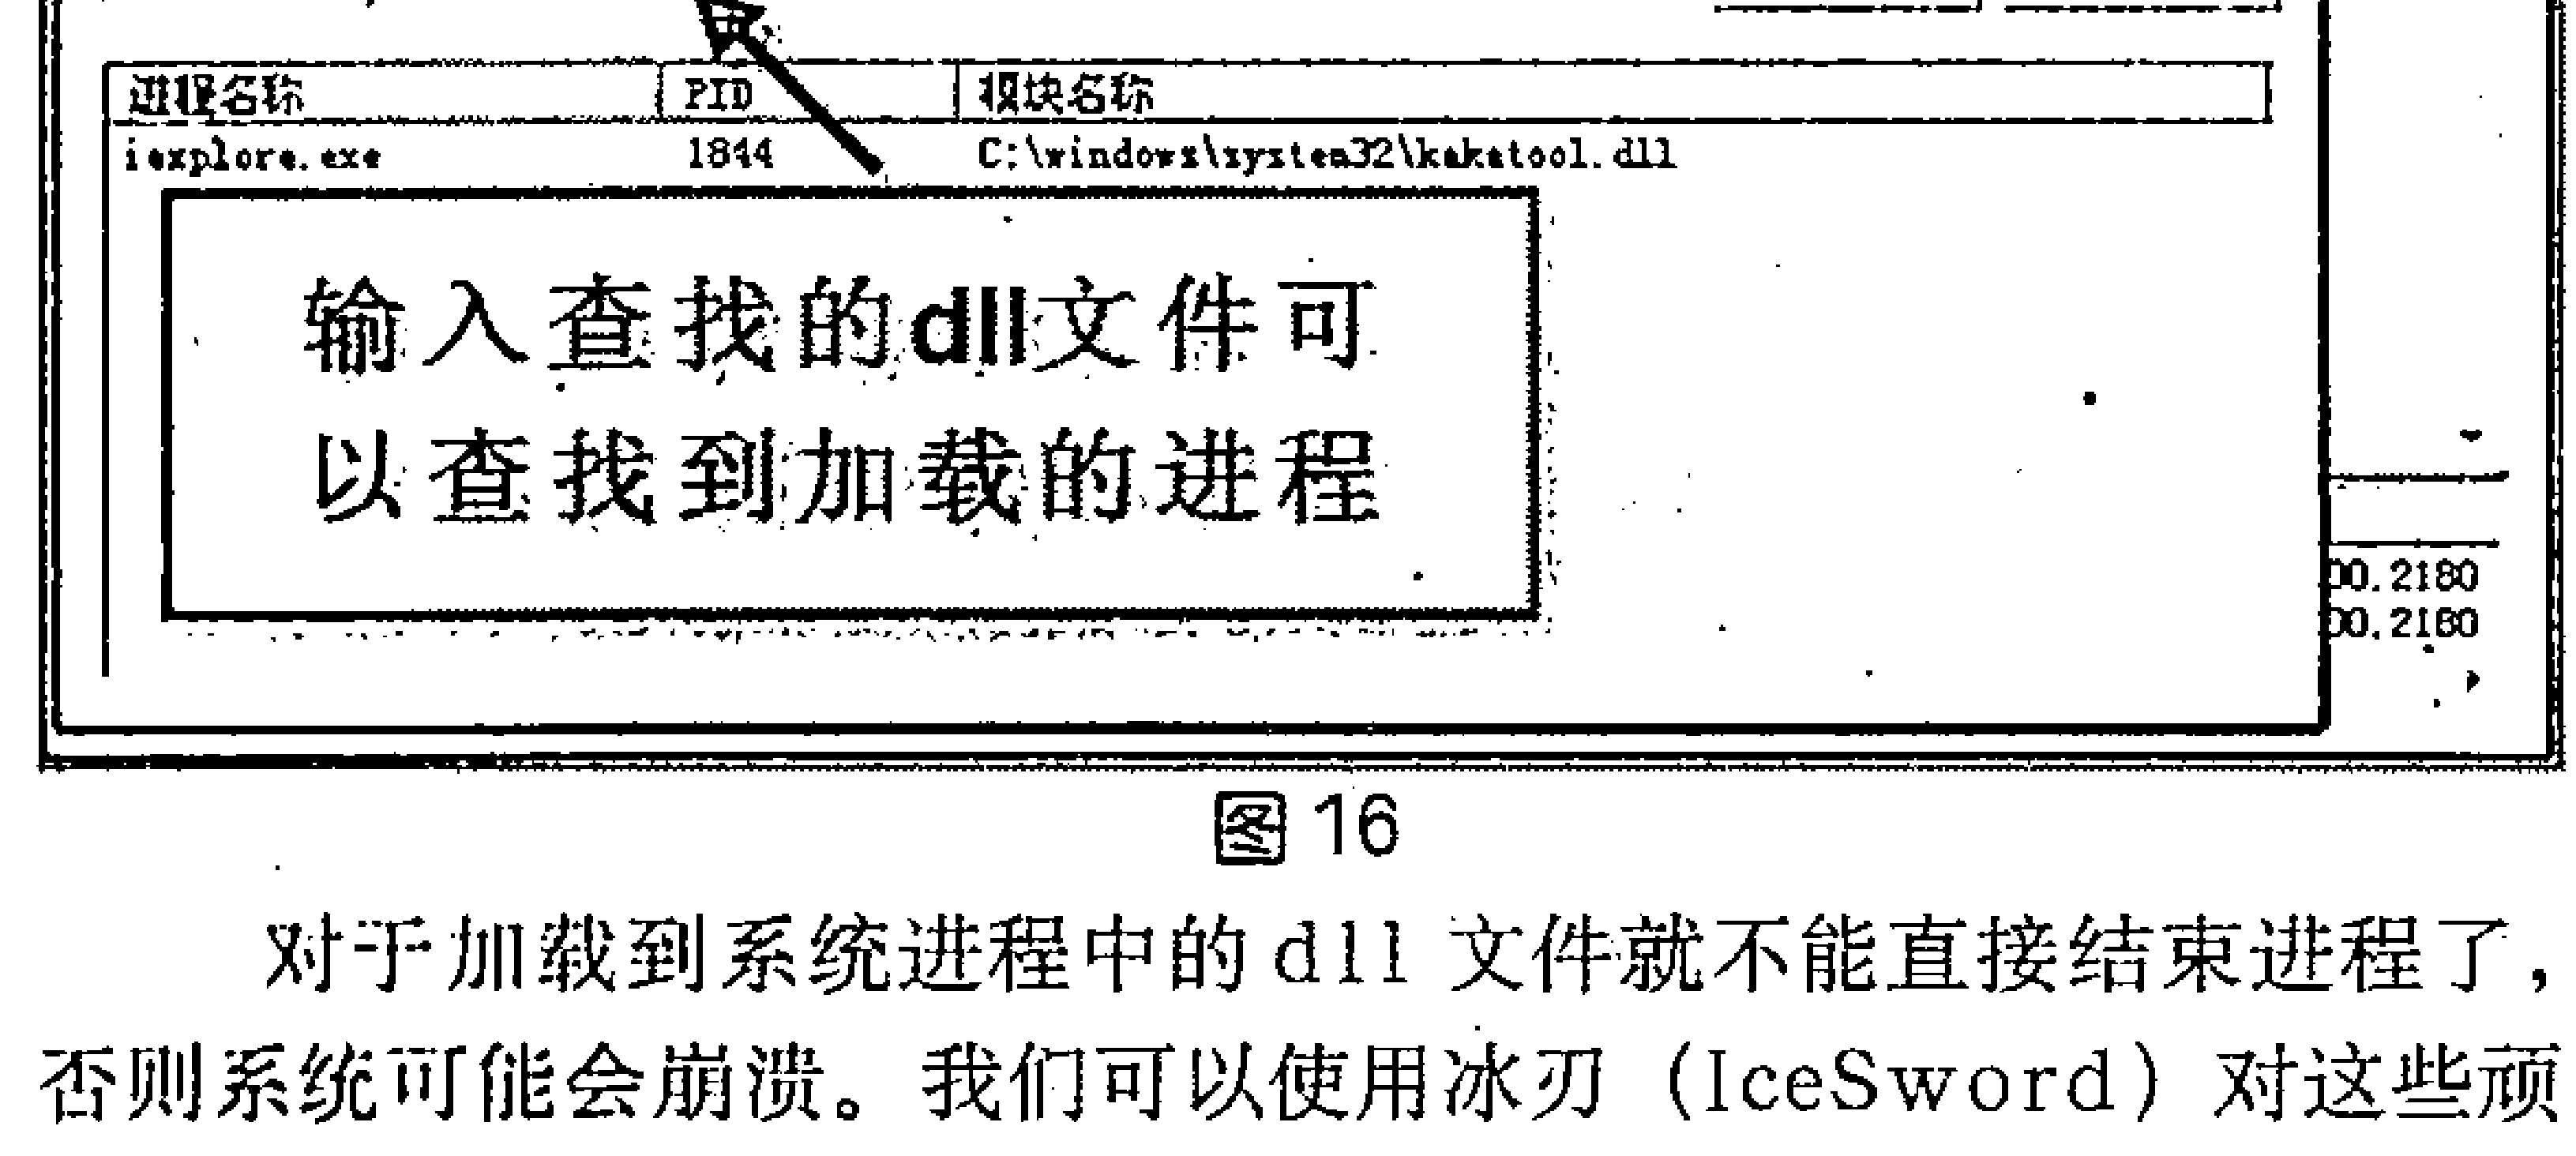 进程名称 PID 模块名称
iexplore.exe 1844 C:\windows\system32\kakatool.dll
输入查找的dll文件可
以查找到加载的进程
00.2180
00.2180
图 16
对于加载到系统进程中的 dll 文件就不能直接结束进程了，
否则系统可能会崩溃。我们可以使用冰刃（IceSword）对这些顽